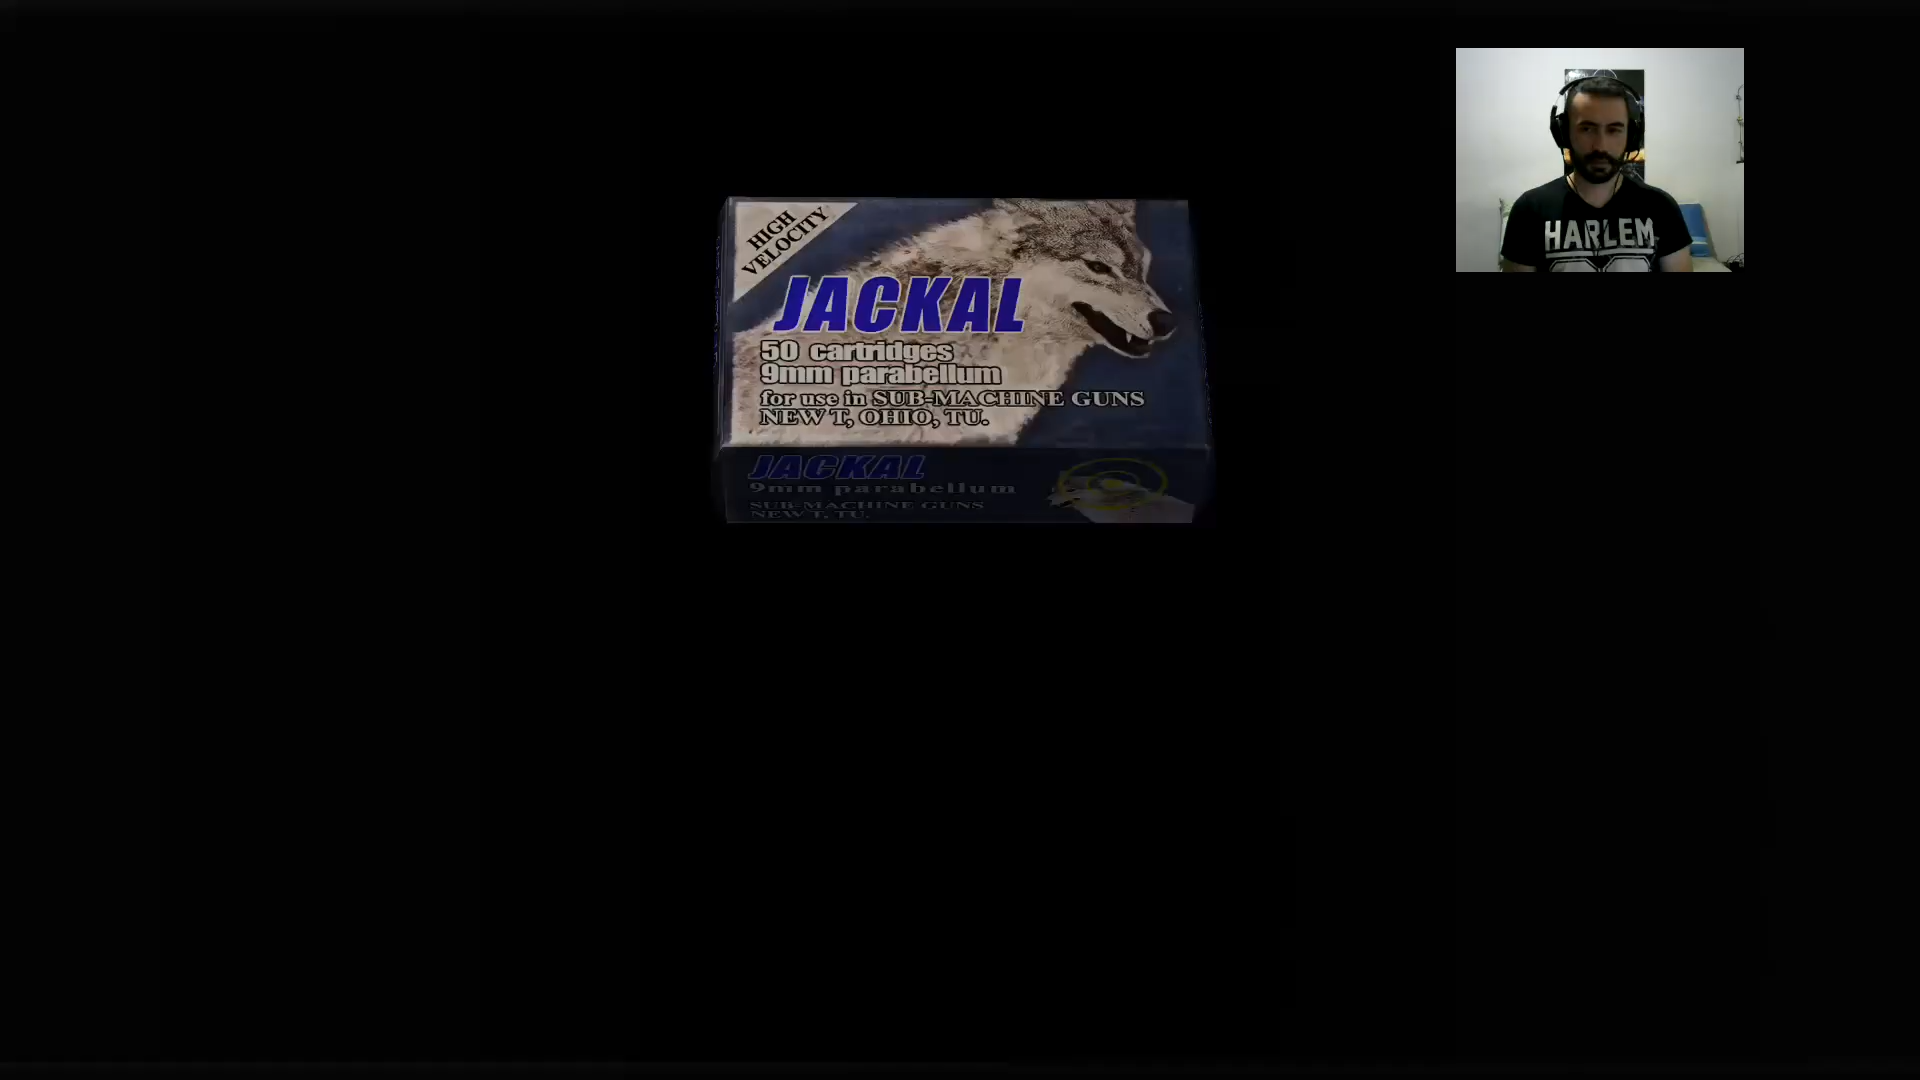 HIGH
VELOCITY
JACKAL
50 cartridges
9mm parabellum
for use in SUB-MACHINE GUNS
NEW T, OHIO, TU.
JACKAL
9mm parabellum
SUB-MACHINE GUNS
NEW T, TU.
HARLEM